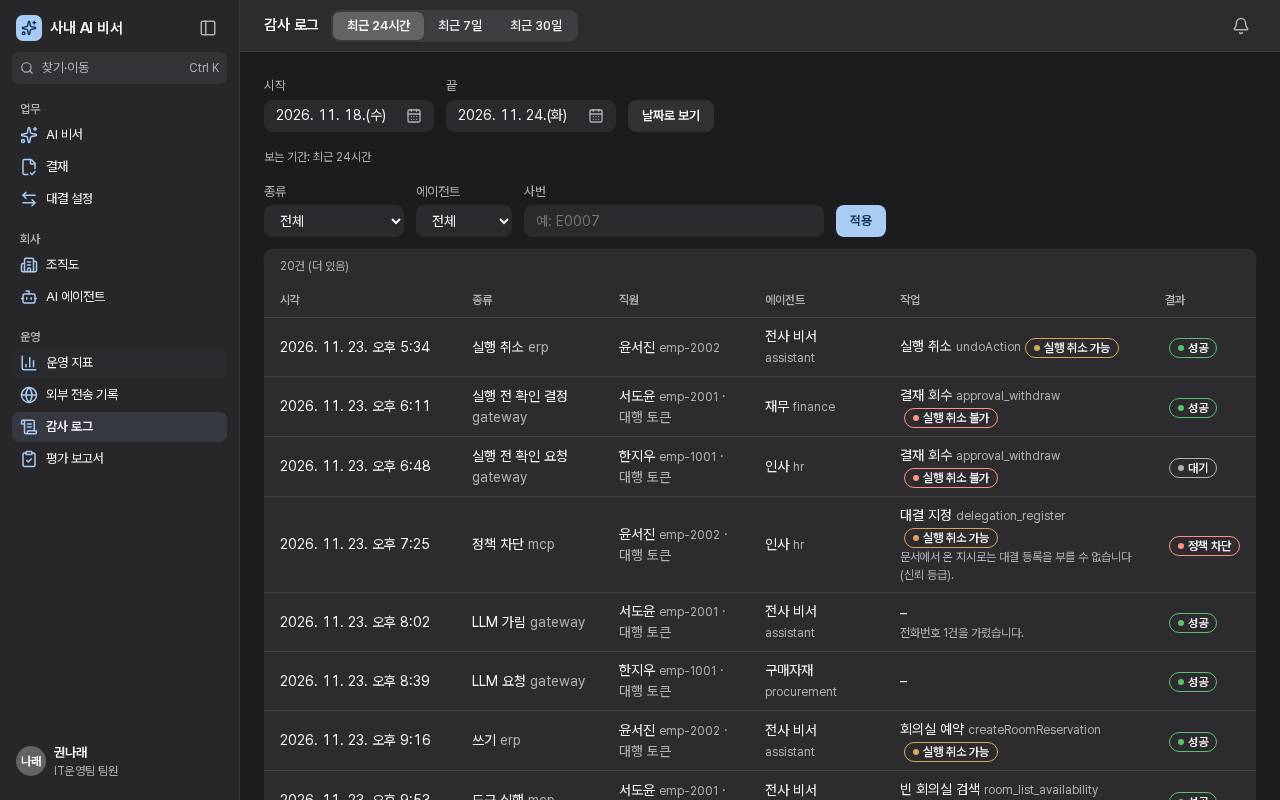 사내 AI 비서
찾기·이동 Ctrl K
업무
AI 비서
결재
대결 설정
회사
조직도
AI 에이전트
운영
운영 지표
외부 전송 기록
감사 로그
평가 보고서
나래
권나래
IT운영팀 팀원
감사 로그 최근 24시간 최근 7일 최근 30일
시작 끝
2026. 11. 18.(수) 2026. 11. 24.(화) 날짜로 보기
보는 기간: 최근 24시간
종류 에이전트 사번
전체 전체 예: E0007 적용
20건 (더 있음)
시각 종류 직원 에이전트 작업 결과
2026. 11. 23. 오후 5:34 실행 취소 erp 윤서진 emp-2002 전사 비서 assistant 실행 취소 undoAction 실행 취소 가능 성공
2026. 11. 23. 오후 6:11 실행 전 확인 결정 gateway 서도윤 emp-2001 · 대행 토큰 재무 finance 결재 회수 approval_withdraw 실행 취소 불가 성공
2026. 11. 23. 오후 6:48 실행 전 확인 요청 gateway 한지우 emp-1001 · 대행 토큰 인사 hr 결재 회수 approval_withdraw 실행 취소 불가 대기
2026. 11. 23. 오후 7:25 정책 차단 mcp 윤서진 emp-2002 · 대행 토큰 인사 hr 대결 지정 delegation_register 실행 취소 가능 문서에서 온 지시로는 대결 등록을 부를 수 없습니다 (신뢰 등급). 정책 차단
2026. 11. 23. 오후 8:02 LLM 가림 gateway 서도윤 emp-2001 · 대행 토큰 전사 비서 assistant – 전화번호 1건을 가렸습니다. 성공
2026. 11. 23. 오후 8:39 LLM 요청 gateway 한지우 emp-1001 · 대행 토큰 구매자재 procurement – 성공
2026. 11. 23. 오후 9:16 쓰기 erp 윤서진 emp-2002 · 대행 토큰 전사 비서 assistant 회의실 예약 createRoomReservation 실행 취소 가능 성공
2026. 11. 23. 오후 9:53 도구 실행 mcp 서도윤 emp-2001 · 전사 비서 빈 회의실 검색 room_list_availability 성공